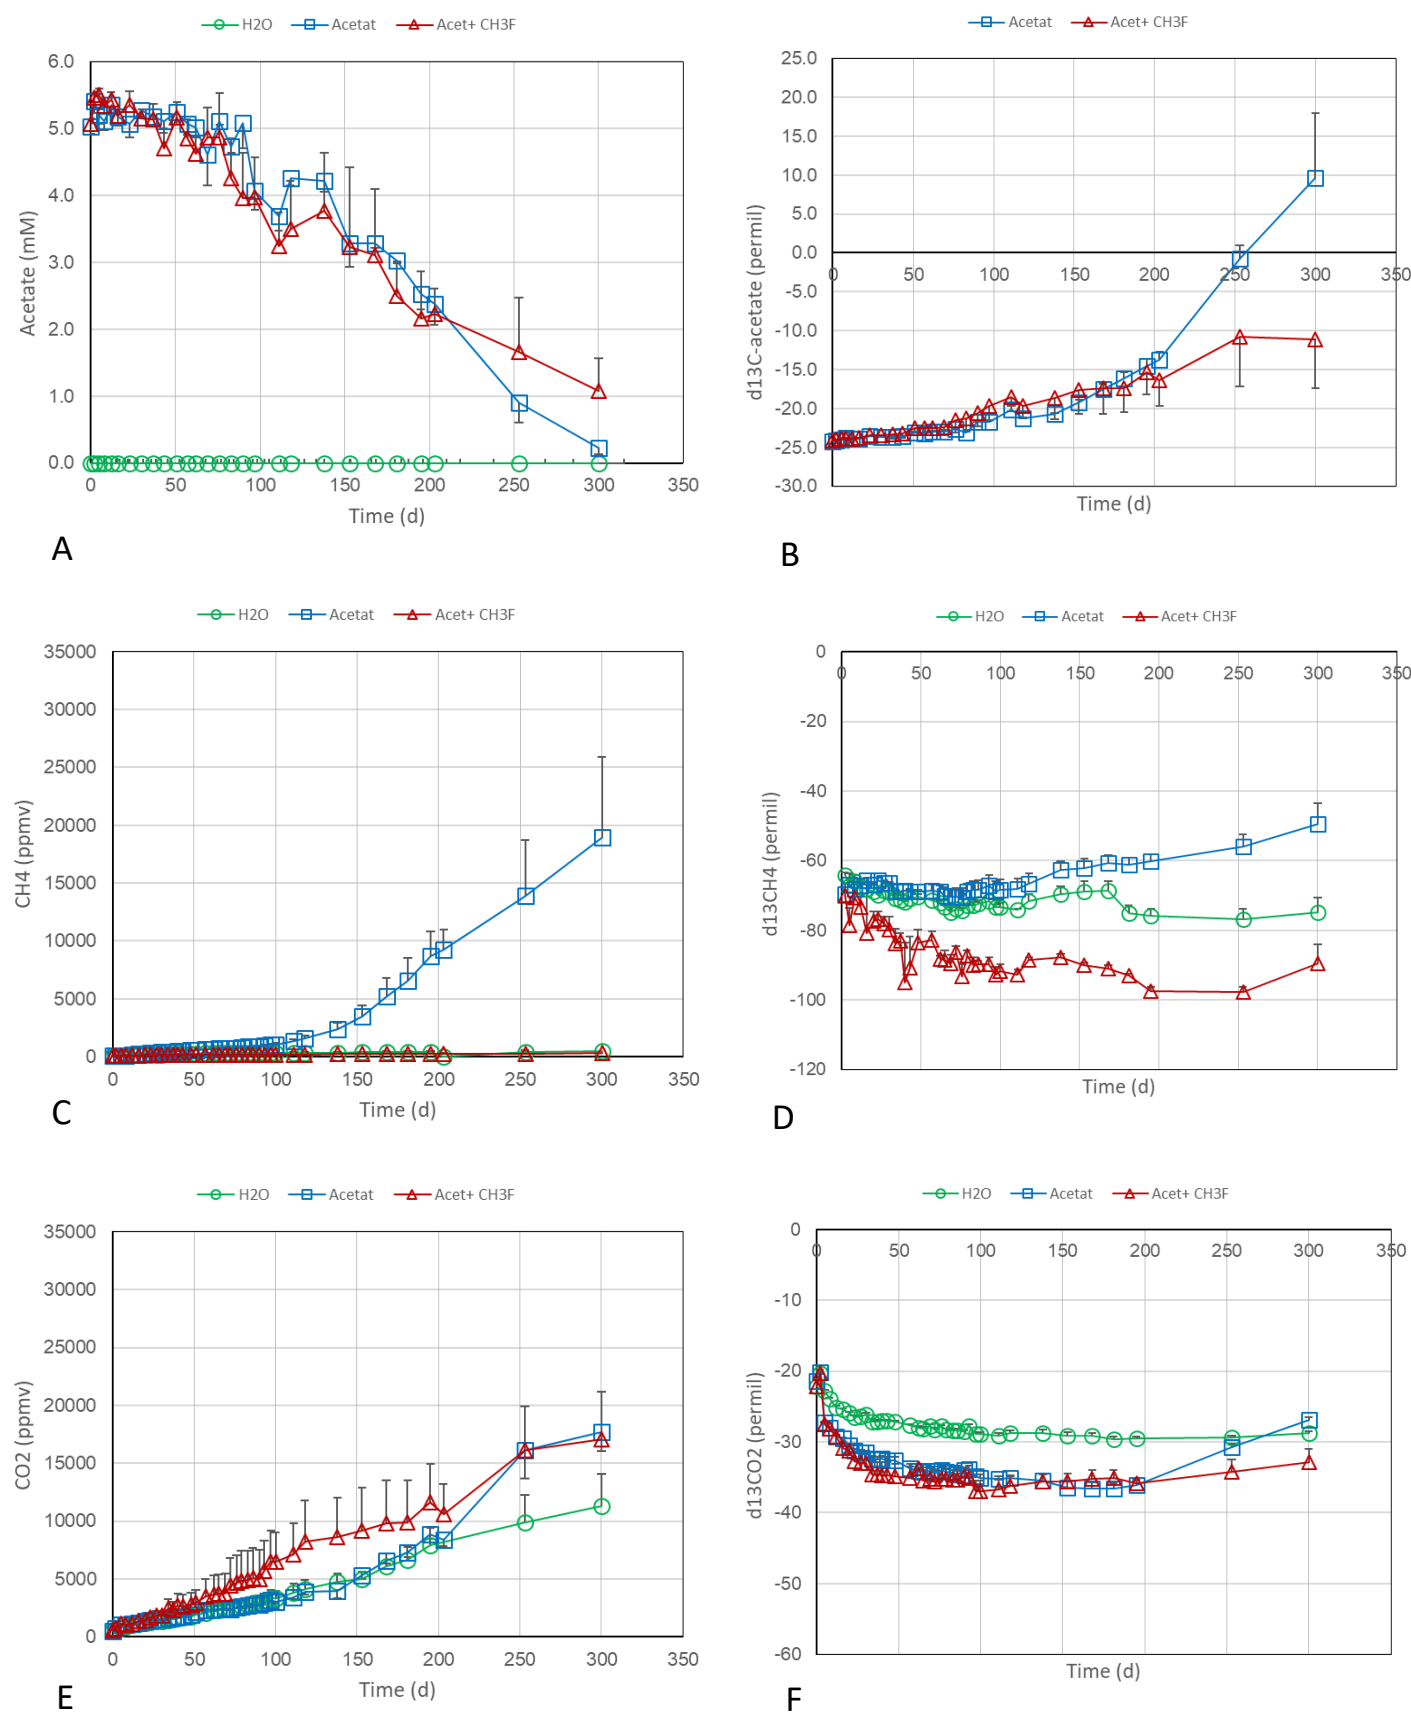 H2O Acetat Acet+ CH3F
6.0
5.0
4.0
3.0
2.0
1.0
0.0
0 50 100 150 200 250 300 350
Acetate (mM)
Time (d)
A
Acetat Acet+ CH3F
25.0
20.0
15.0
10.0
5.0
0.0
0 50 100 150 200 250 300 350
-5.0
-10.0
-15.0
-20.0
-25.0
-30.0
d13C-acetate (permil)
Time (d)
B
H2O Acetat Acet+ CH3F
35000
30000
25000
20000
15000
10000
5000
0
0 50 100 150 200 250 300 350
CH4 (ppmv)
Time (d)
C
H2O Acetat Acet+ CH3F
0
0 50 100 150 200 250 300 350
-20
-40
-60
-80
-100
-120
d13CH4 (permil)
Time (d)
D
H2O Acetat Acet+ CH3F
35000
30000
25000
20000
15000
10000
5000
0
0 50 100 150 200 250 300 350
CO2 (ppmv)
Time (d)
E
H2O Acetat Acet+ CH3F
0
0 50 100 150 200 250 300 350
-10
-20
-30
-40
-50
-60
d13CO2 (permil)
Time (d)
F